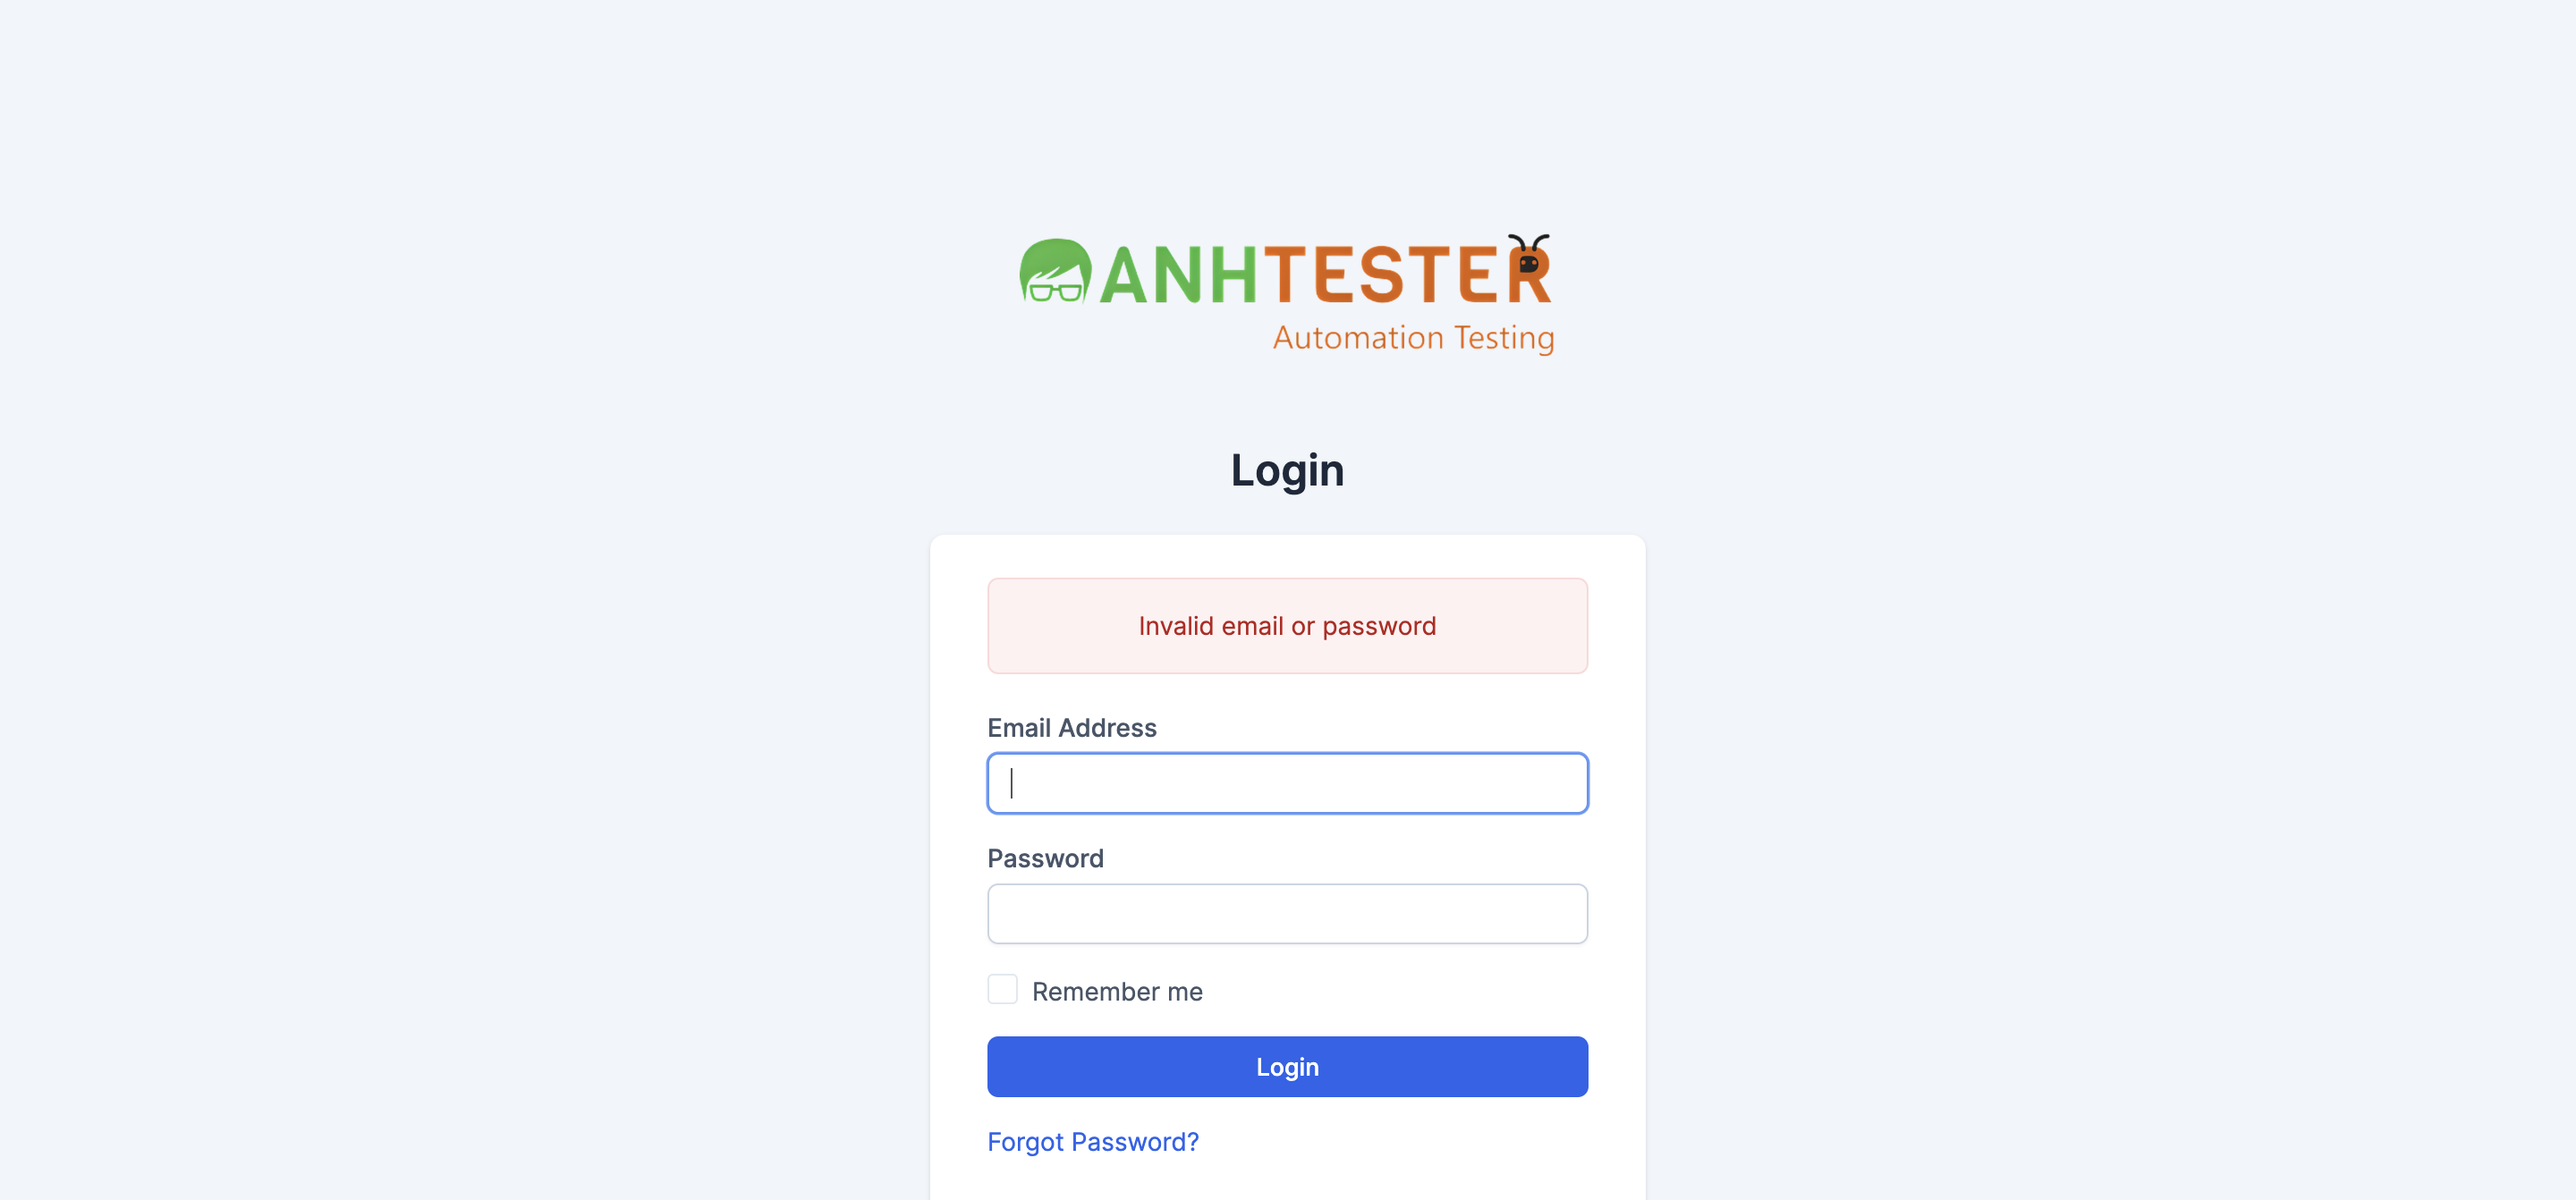 ANHTESTER
Automation Testing
Login
Invalid email or password
Email Address
Password
Remember me
Login
Forgot Password?